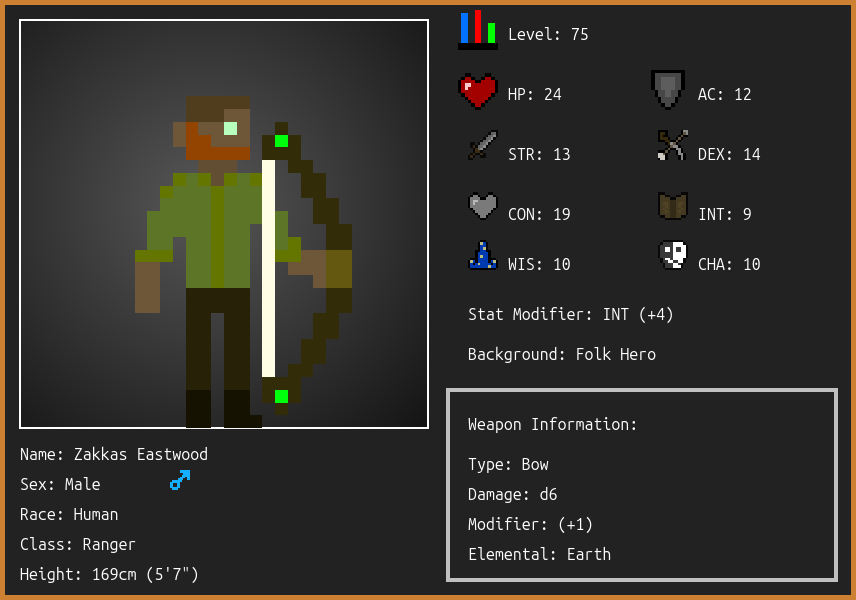 Level: 75
HP: 24
AC: 12
STR: 13
DEX: 14
CON: 19
INT: 9
WIS: 10
CHA: 10
Stat Modifier: INT (+4)
Background: Folk Hero
Weapon Information:
Type: Bow
Damage: d6
Modifier: (+1)
Elemental: Earth
Name: Zakkas Eastwood
Sex: Male ♂
Race: Human
Class: Ranger
Height: 169cm (5'7")